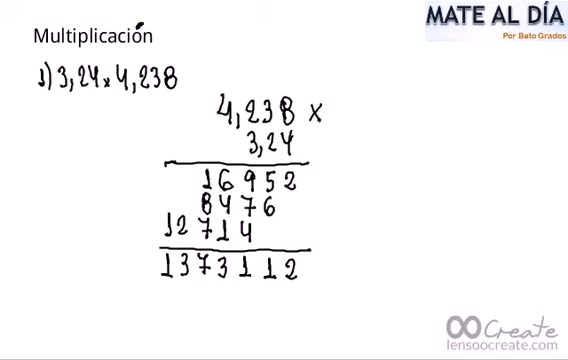 MATE AL DÍA
Por Beto Grados
Multiplicación
1) 3,24 x 4,238
4,238 x
3,24
16952
8476
12714
1373112
Create
lensoocreate.com